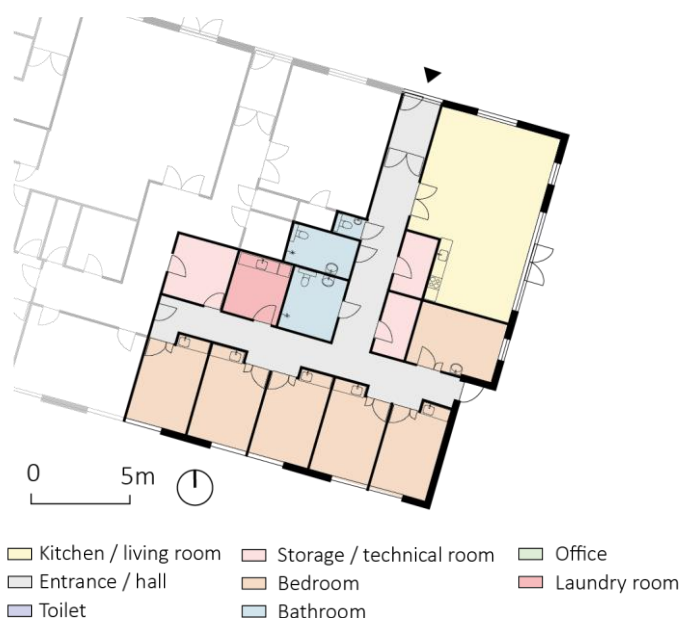 0 5m
Kitchen / living room Storage / technical room Office
Entrance / hall Bedroom Laundry room
Toilet Bathroom